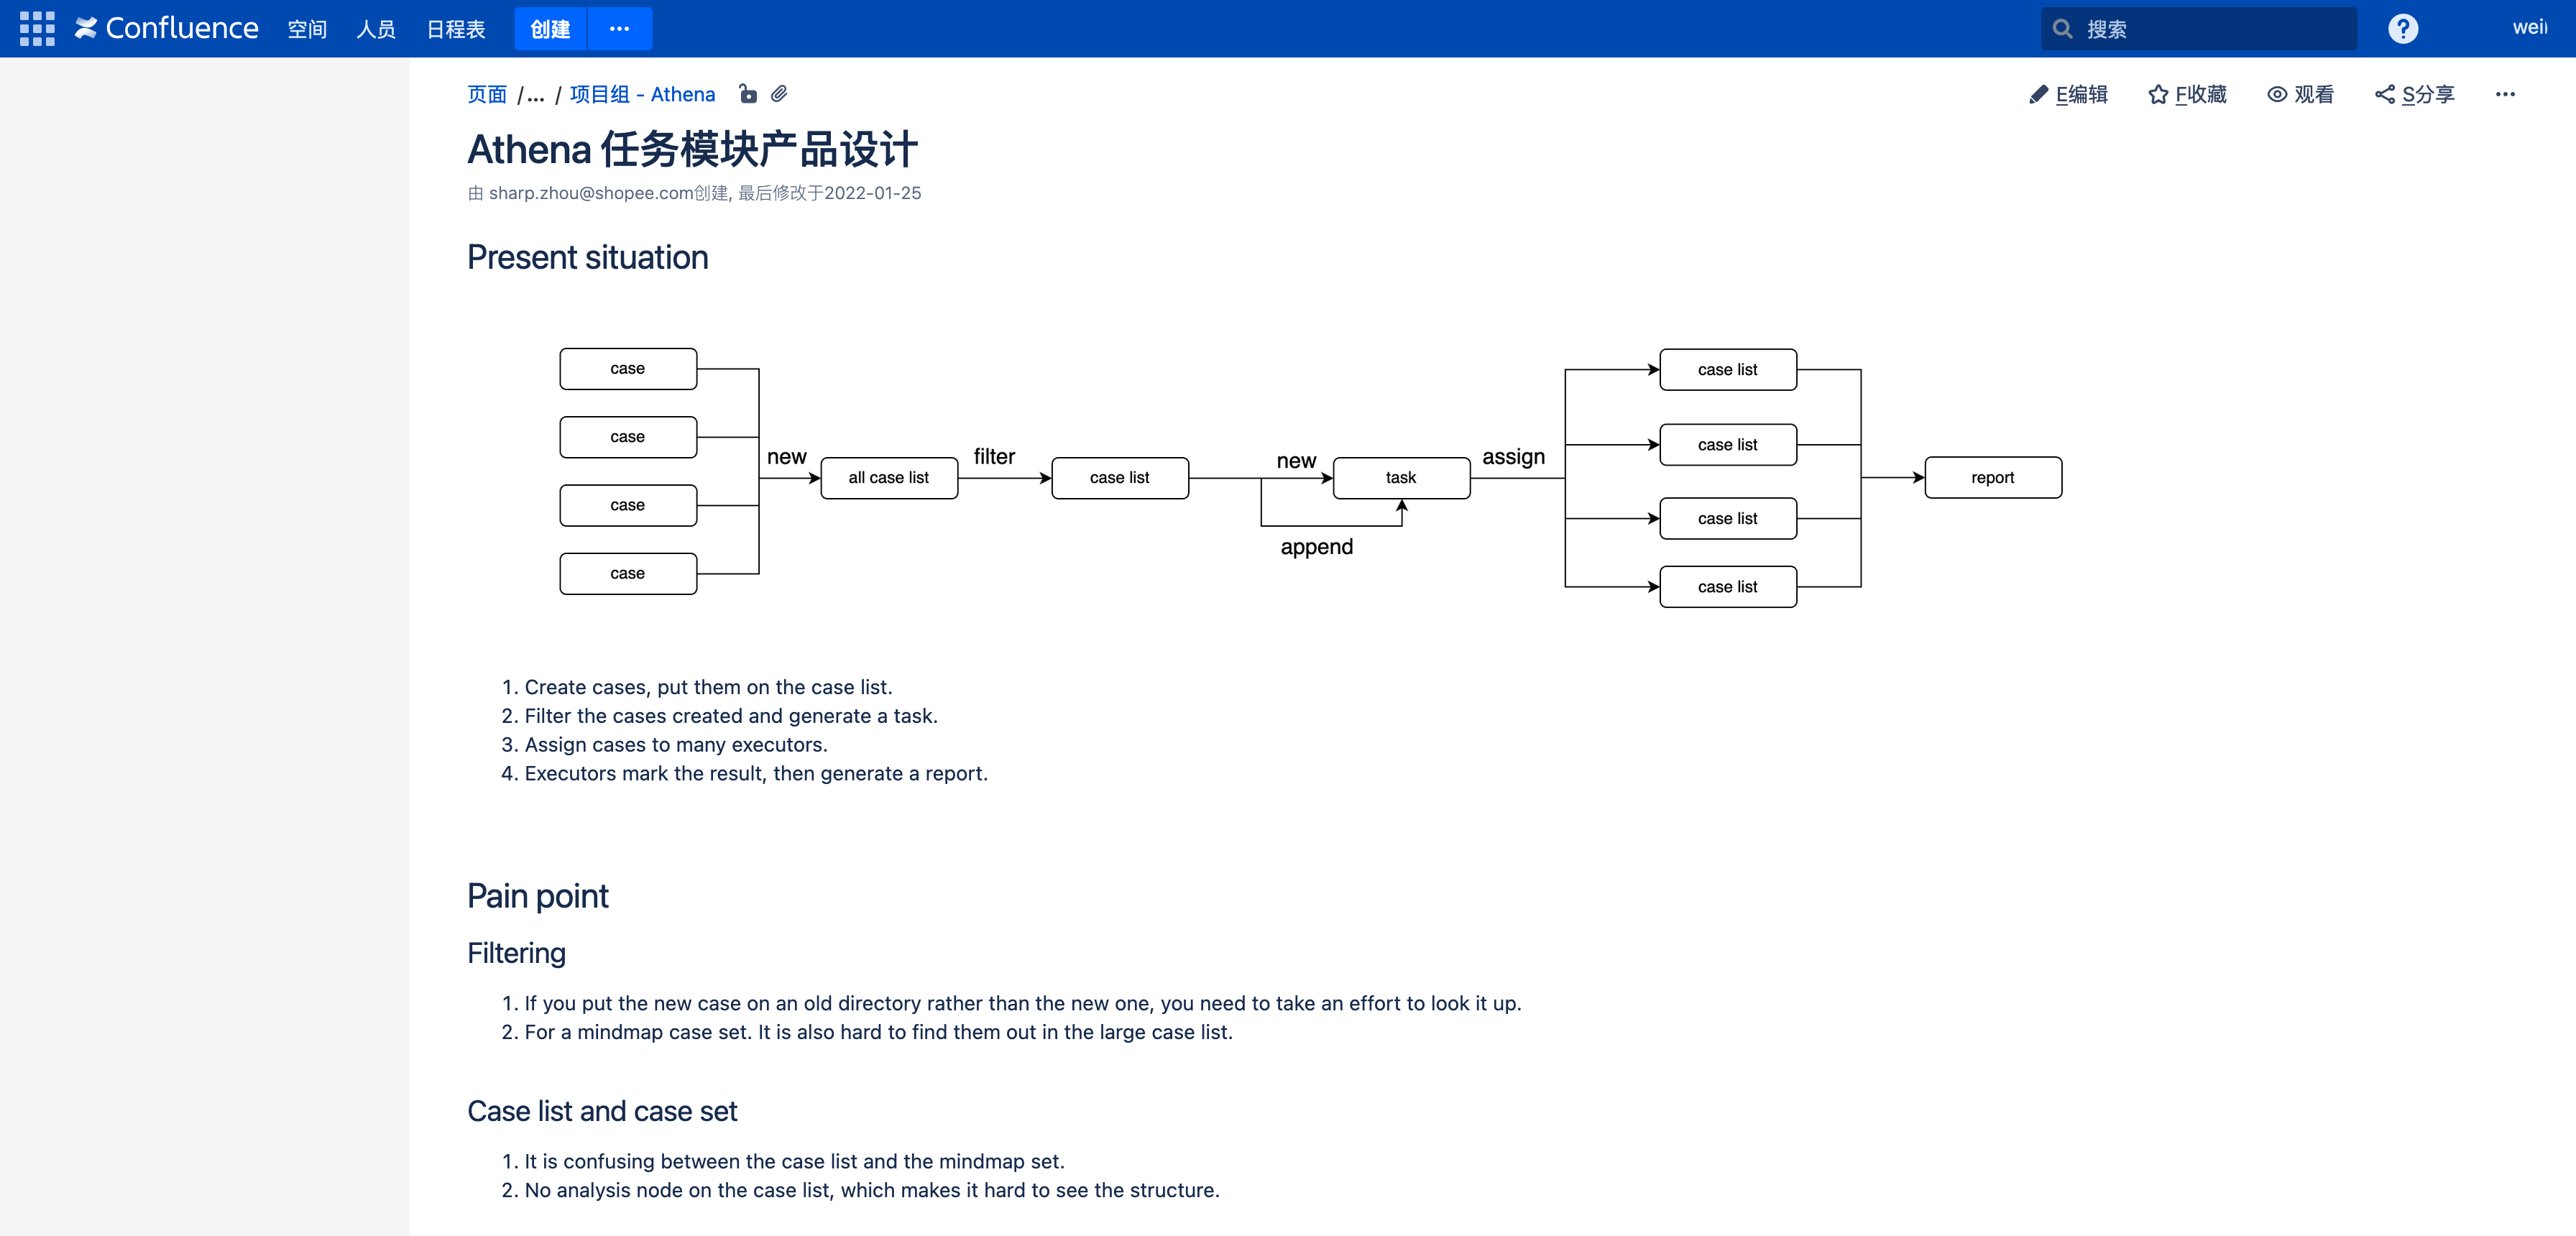 Confluence 空间 人员 日程表 创建 ··· 搜索 ? weil
页面 /... / 项目组 - Athena E编辑 F收藏 观看 S分享 ···
Athena 任务模块产品设计
由 sharp.zhou@shopee.com创建, 最后修改于2022-01-25
Present situation
case
case
case
case
new
all case list
filter
case list
new
append
task
assign
case list
case list
case list
case list
report
1. Create cases, put them on the case list.
2. Filter the cases created and generate a task.
3. Assign cases to many executors.
4. Executors mark the result, then generate a report.
Pain point
Filtering
1. If you put the new case on an old directory rather than the new one, you need to take an effort to look it up.
2. For a mindmap case set. It is also hard to find them out in the large case list.
Case list and case set
1. It is confusing between the case list and the mindmap set.
2. No analysis node on the case list, which makes it hard to see the structure.